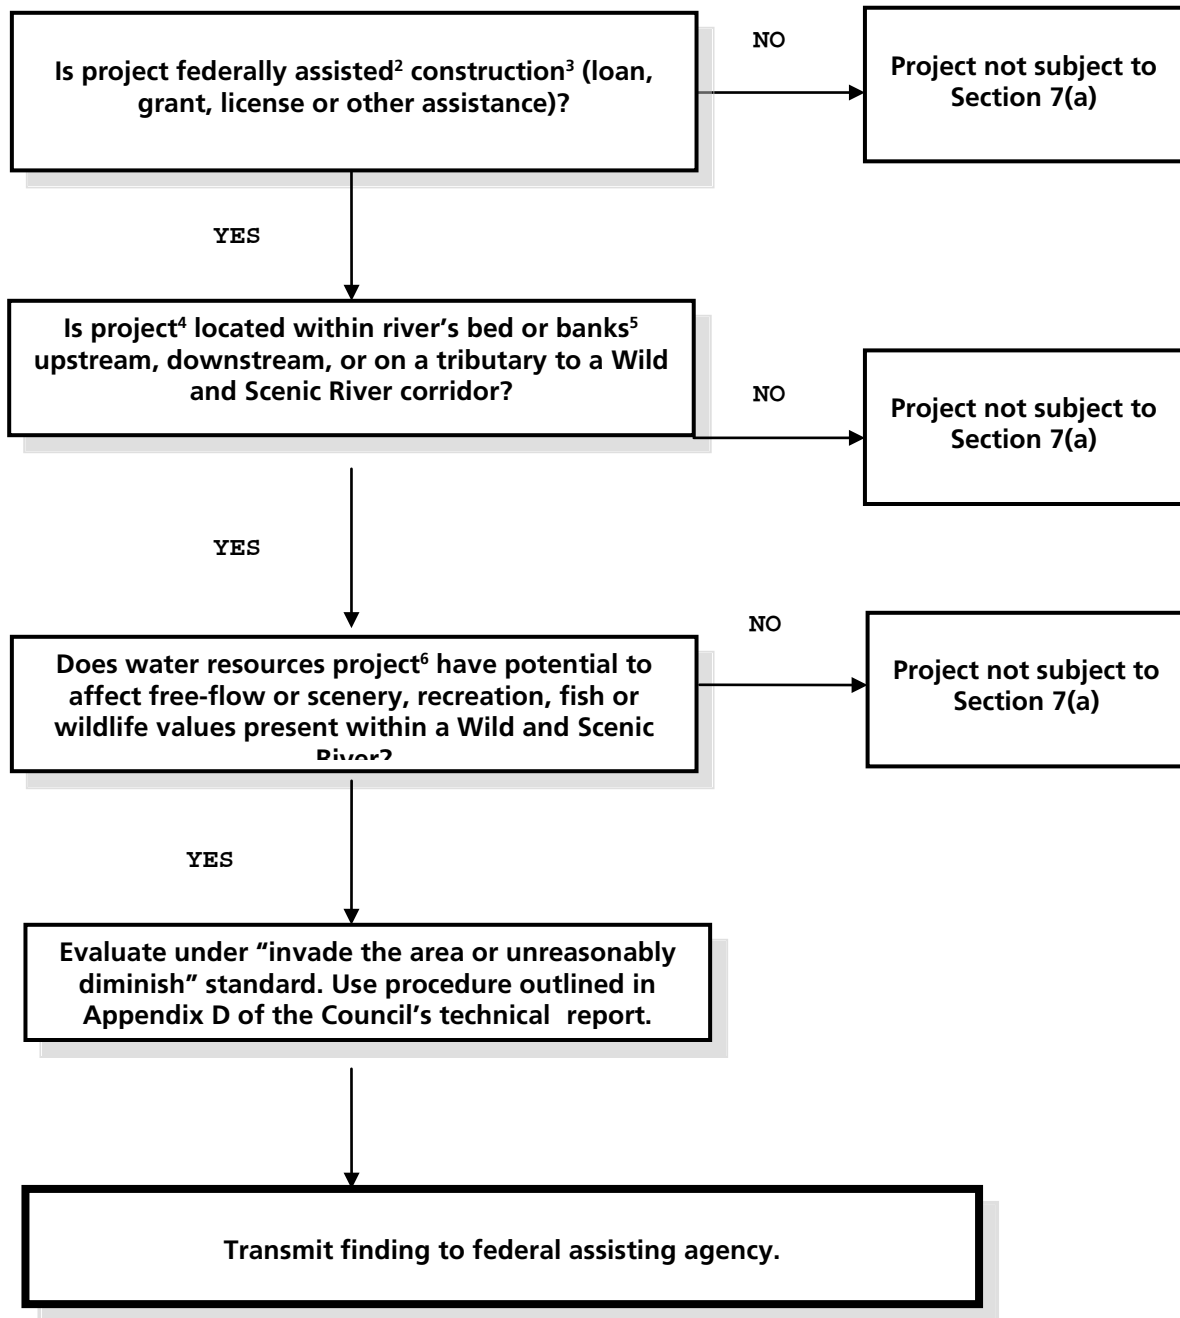 Is project federally assisted² construction³ (loan,
grant, license or other assistance)?
NO
Project not subject to
Section 7(a)
YES
Is project⁴ located within river's bed or banks⁵
upstream, downstream, or on a tributary to a Wild
and Scenic River corridor?
NO
Project not subject to
Section 7(a)
YES
Does water resources project⁶ have potential to
affect free-flow or scenery, recreation, fish or
wildlife values present within a Wild and Scenic
River?
NO
Project not subject to
Section 7(a)
YES
Evaluate under "invade the area or unreasonably
diminish" standard. Use procedure outlined in
Appendix D of the Council's technical report.
Transmit finding to federal assisting agency.